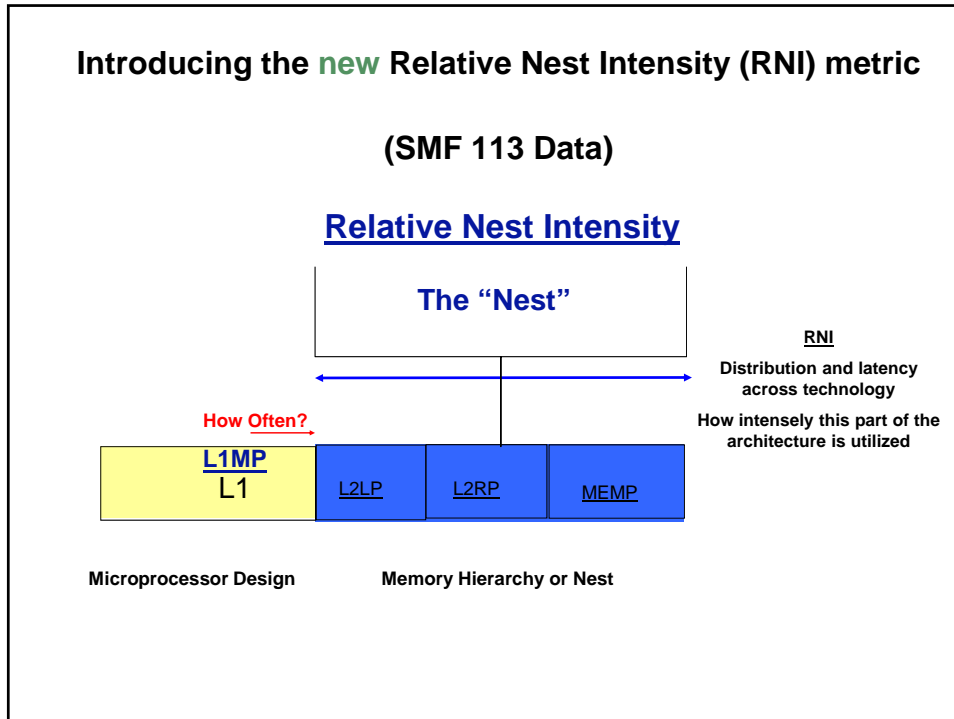 Introducing the new Relative Nest Intensity (RNI) metric
(SMF 113 Data)
Relative Nest Intensity
The “Nest”
RNI
Distribution and latency
across technology
How intensely this part of the
architecture is utilized
How Often?
L1MP
L1
L2LP
L2RP
MEMP
Microprocessor Design
Memory Hierarchy or Nest